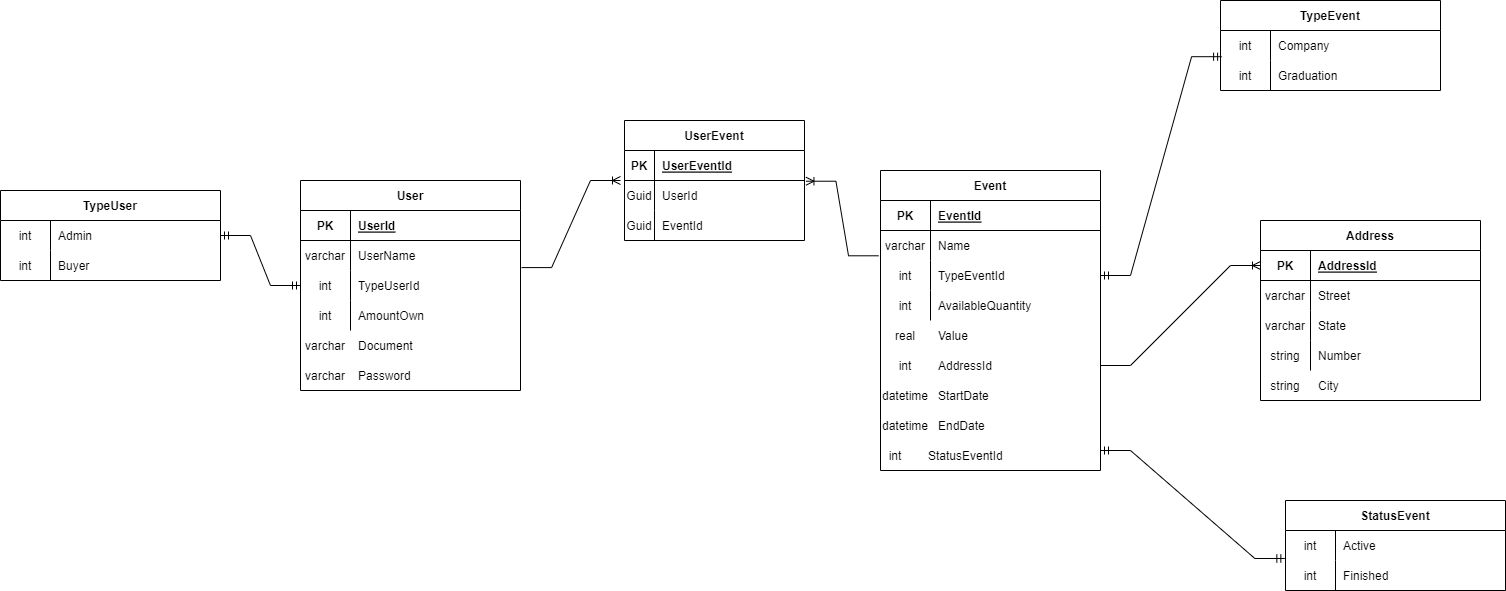 TypeEvent
int Company
int Graduation
UserEvent
PK UserEventId
Guid UserId
Guid EventId
TypeUser
int Admin
int Buyer
User
PK UserId
varchar UserName
int TypeUserId
int AmountOwn
varchar Document
varchar Password
Event
PK EventId
varchar Name
int TypeEventId
int AvailableQuantity
real Value
int AddressId
datetime StartDate
datetime EndDate
int StatusEventId
Address
PK AddressId
varchar Street
varchar State
string Number
string City
StatusEvent
int Active
int Finished